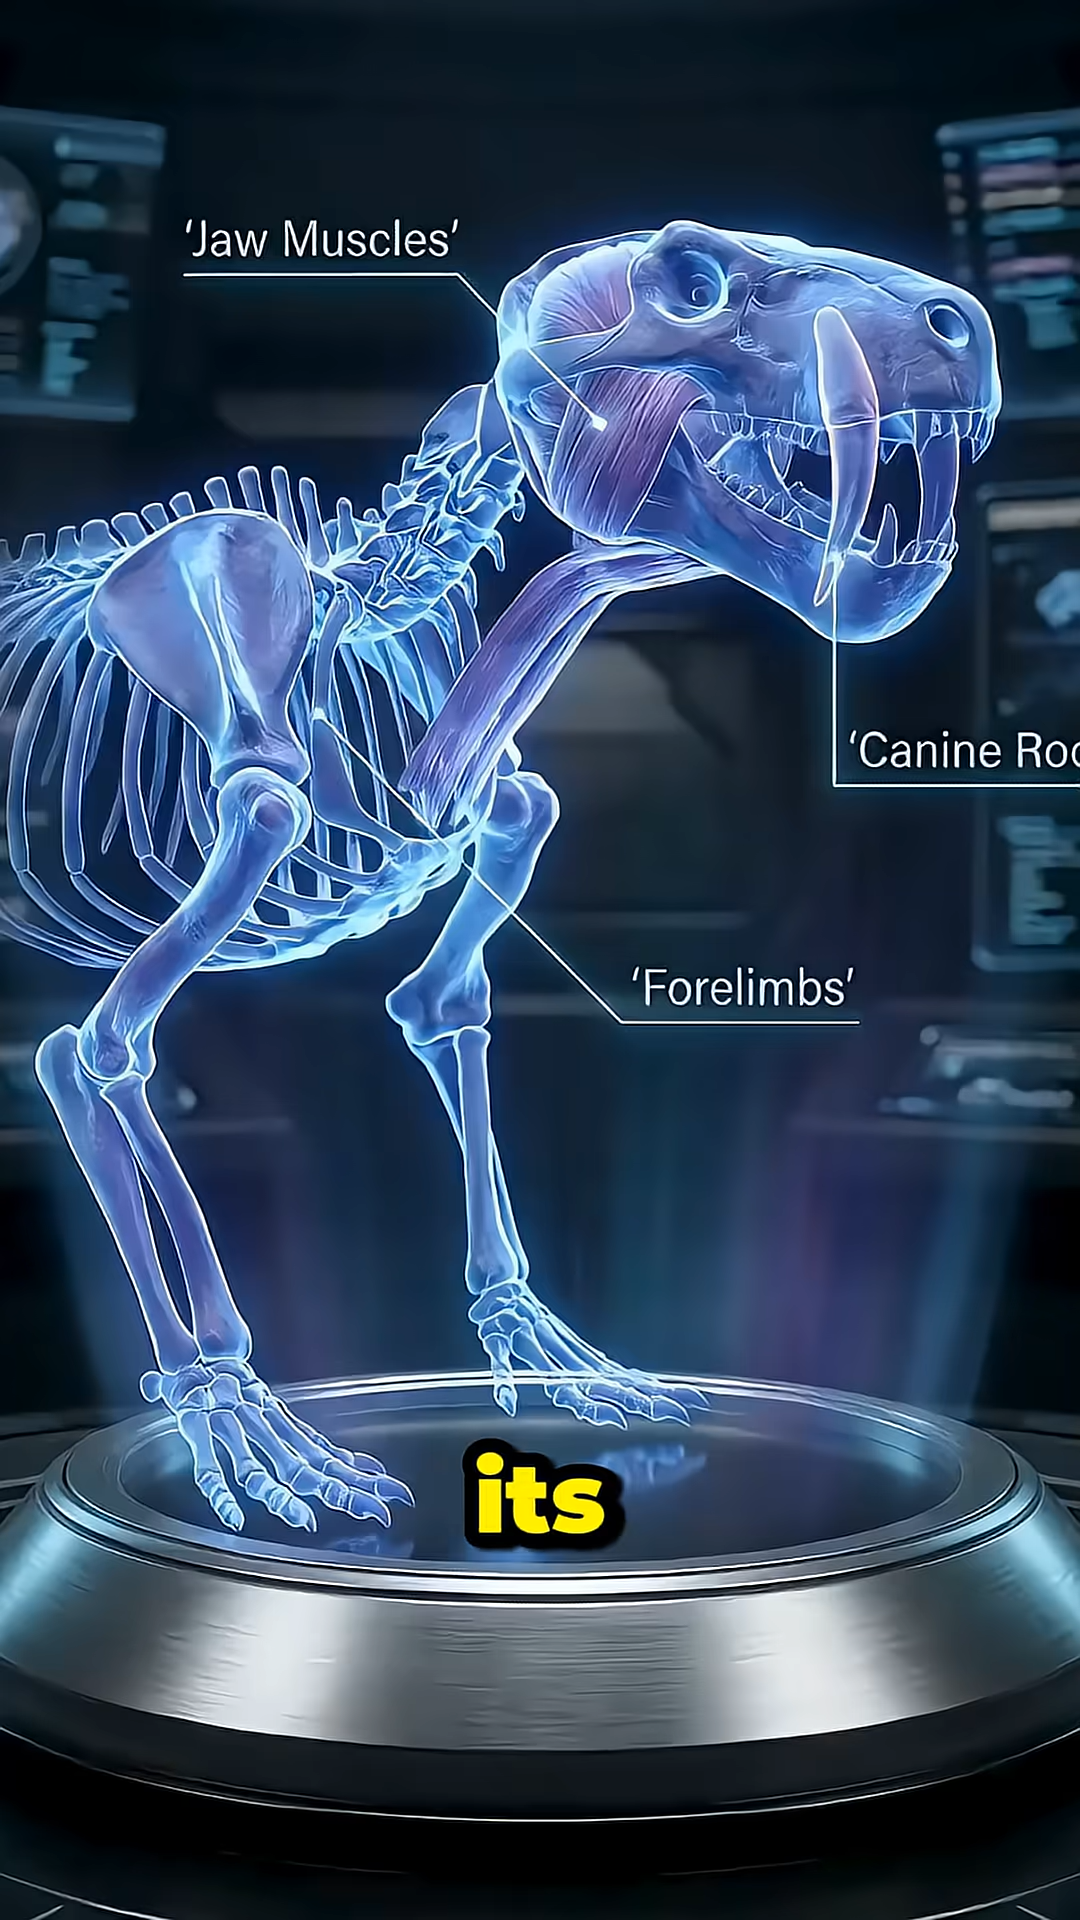 ‘Jaw Muscles’
‘Canine Roo
‘Forelimbs’
its